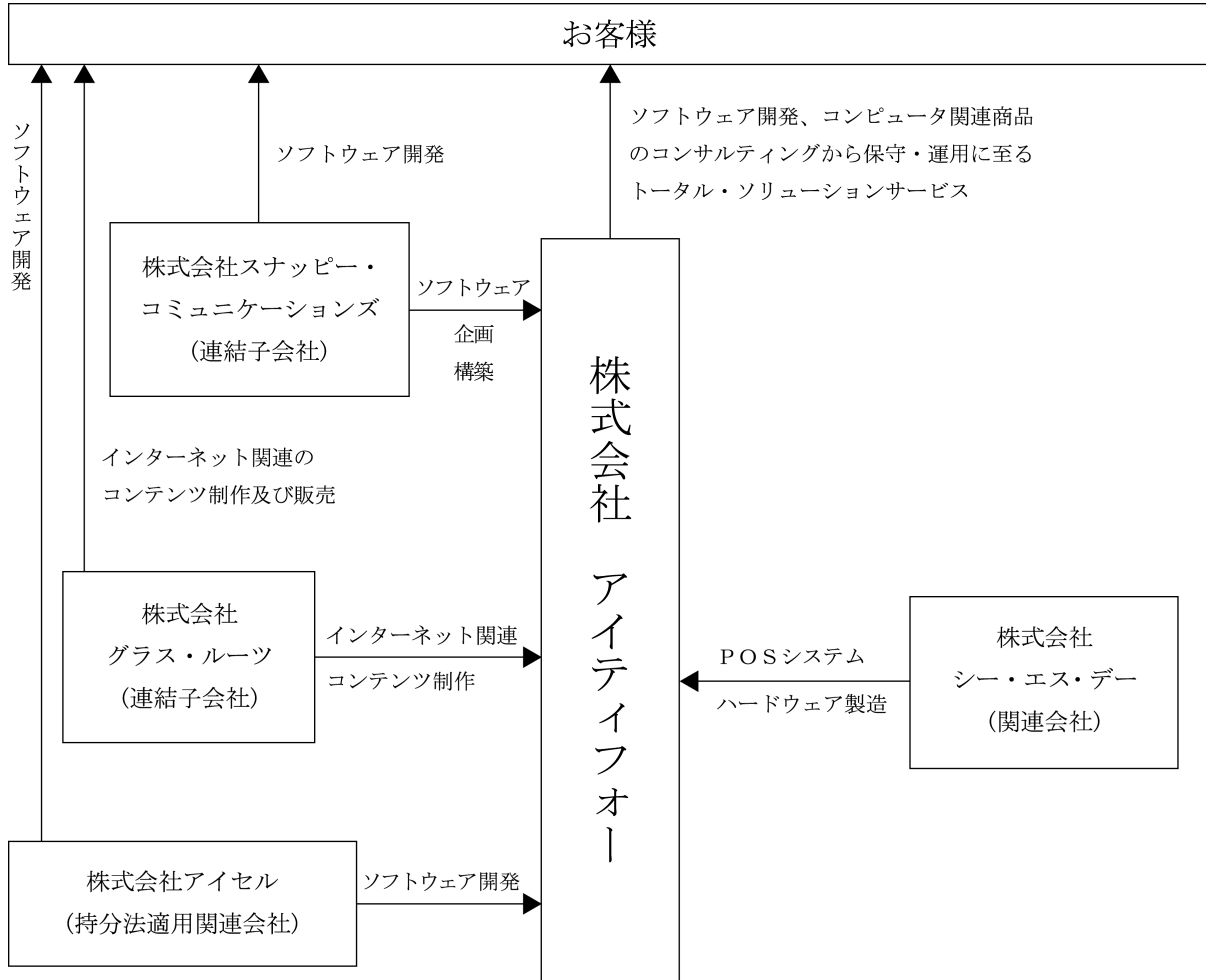 お客様
ソフトウェア開発
ソフトウェア開発
ソフトウェア開発、コンピュータ関連商品
のコンサルティングから保守・運用に至る
トータル・ソリューションサービス
株式会社スナッピー・
コミュニケーションズ
(連結子会社)
ソフトウェア
企画
構築
株式会社 アイティフォー
インターネット関連の
コンテンツ制作及び販売
株式会社
グラス・ルーツ
(連結子会社)
インターネット関連
コンテンツ制作
POSシステム
ハードウェア製造
株式会社
シー・エス・デー
(関連会社)
株式会社アイセル
(持分法適用関連会社)
ソフトウェア開発